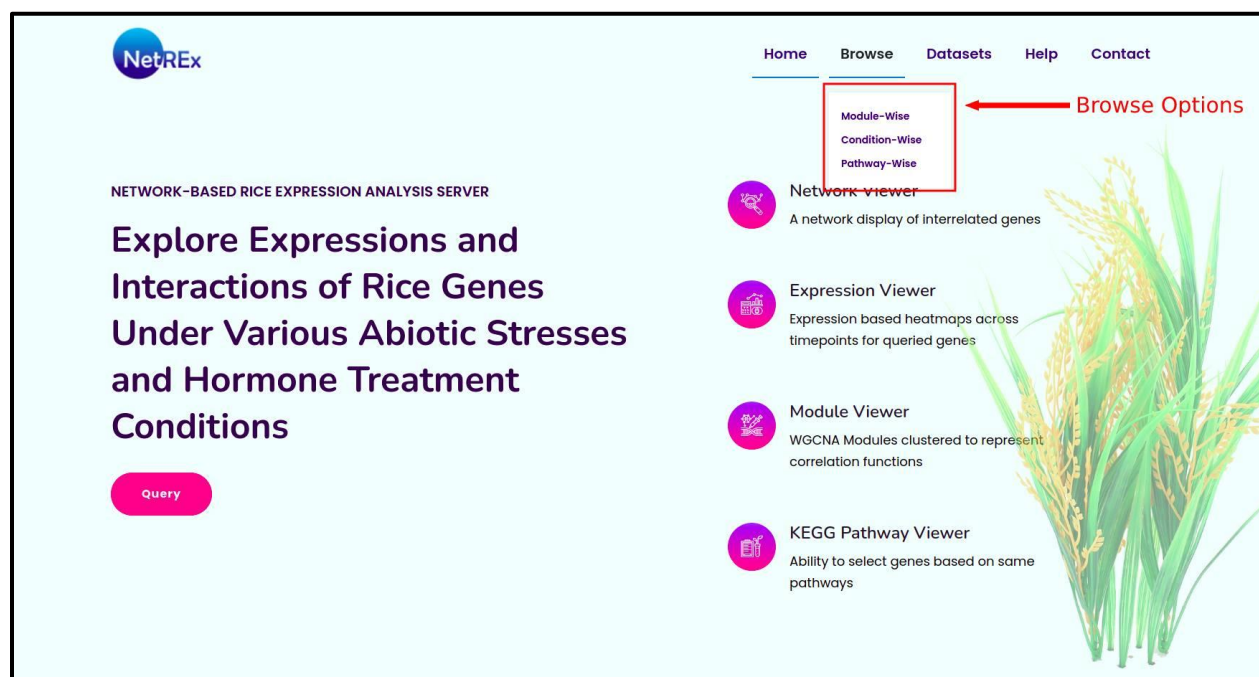 NetREx
Home Browse Datasets Help Contact
Browse Options
Module-Wise
Condition-Wise
Pathway-Wise
NETWORK-BASED RICE EXPRESSION ANALYSIS SERVER
Explore Expressions and
Interactions of Rice Genes
Under Various Abiotic Stresses
and Hormone Treatment
Conditions
Query
Network Viewer
A network display of interrelated genes
Expression Viewer
Expression based heatmaps across
timepoints for queried genes
Module Viewer
WGCNA Modules clustered to represent
correlation functions
KEGG Pathway Viewer
Ability to select genes based on same
pathways